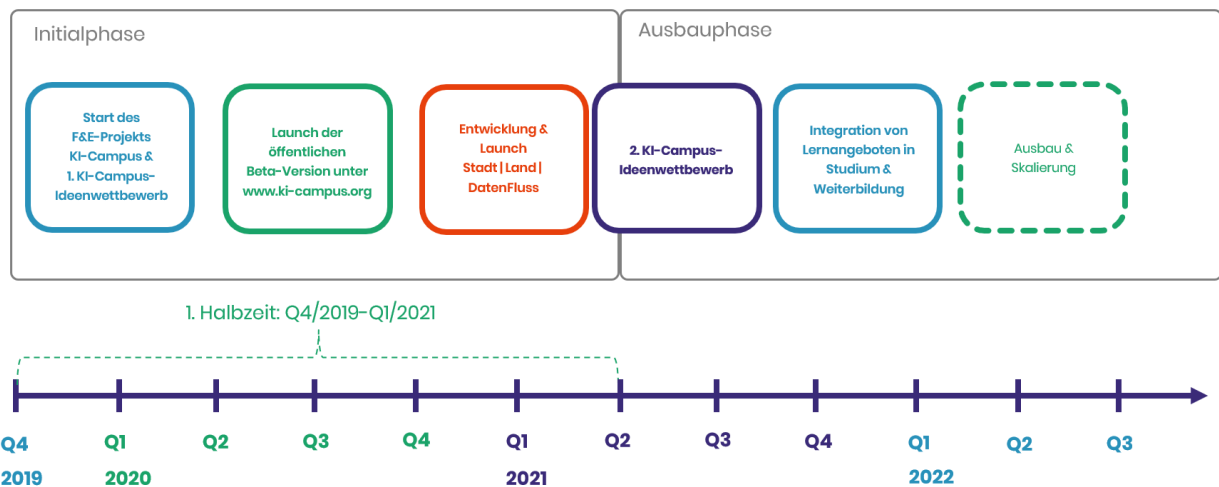 Initialphase
Ausbauphase
Start des
F&E-Projekts
KI-Campus &
1. KI-Campus-
Ideenwettbewerb
Launch der
öffentlichen
Beta-Version unter
www.ki-campus.org
Entwicklung &
Launch
Stadt | Land |
DatenFluss
2. KI-Campus-
Ideenwettbewerb
Integration von
Lernangeboten in
Studium &
Weiterbildung
Ausbau &
Skalierung
1. Halbzeit: Q4/2019-Q1/2021
Q4
Q1
Q2
Q3
Q4
Q1
Q2
Q3
Q4
Q1
Q2
Q3
2019
2020
2021
2022